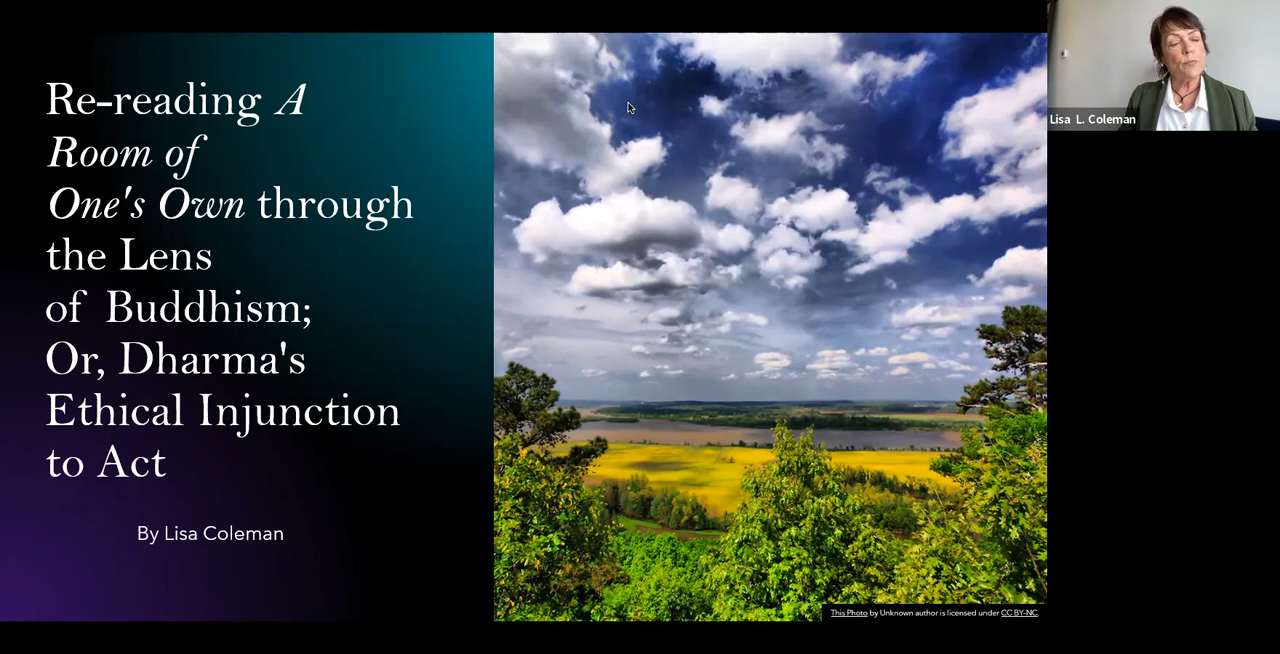 Re-reading A
Room of
One's Own through
the Lens
of  Buddhism;
Or, Dharma's
Ethical Injunction
to Act
By Lisa Coleman
This Photo by Unknown author is licensed under CC BY-NC.
Lisa L. Coleman